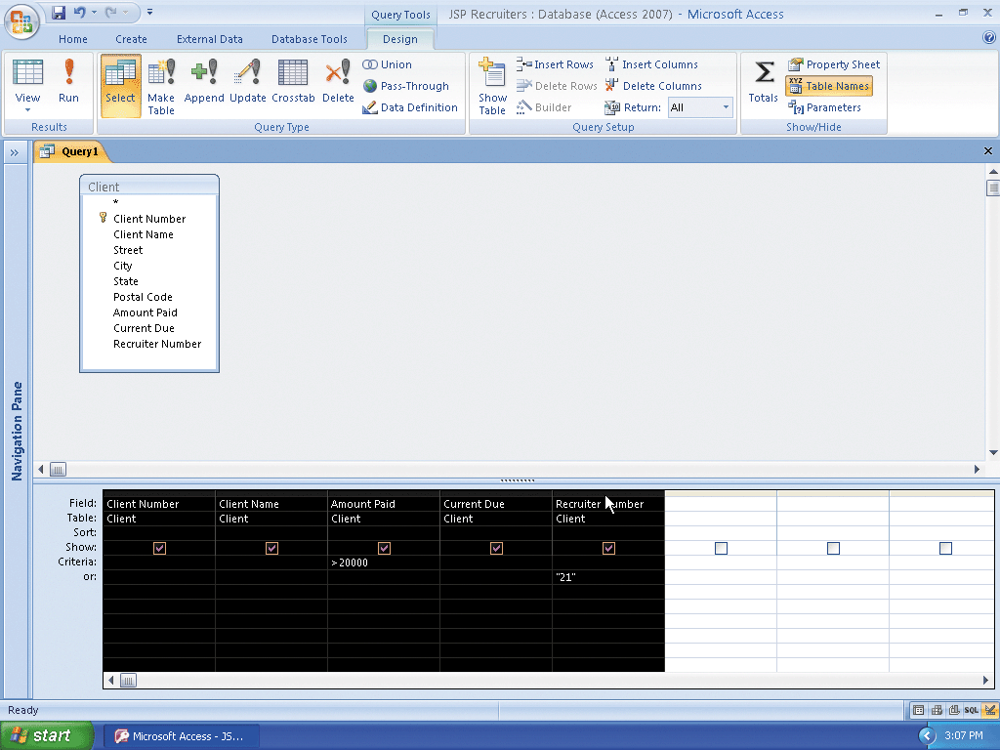 Query Tools JSP Recruiters : Database (Access 2007) - Microsoft Access
Home Create External Data Database Tools Design
View Run Select Make Table Append Update Crosstab Delete
Union
Pass-Through
Data Definition
Show Table
Insert Rows
Delete Rows
Builder
Insert Columns
Delete Columns
Return: All
Totals
Property Sheet
XYZ Table Names
Parameters
Results Query Type Query Setup Show/Hide
» Query1
Client
*
Client Number
Client Name
Street
City
State
Postal Code
Amount Paid
Current Due
Recruiter Number
Navigation Pane
Field: Client Number Client Name Amount Paid Current Due Recruiter Number
Table: Client Client Client Client Client
Sort:
Show:
Criteria: >20000
or: "21"
Ready SQL
start Microsoft Access - JS... 3:07 PM